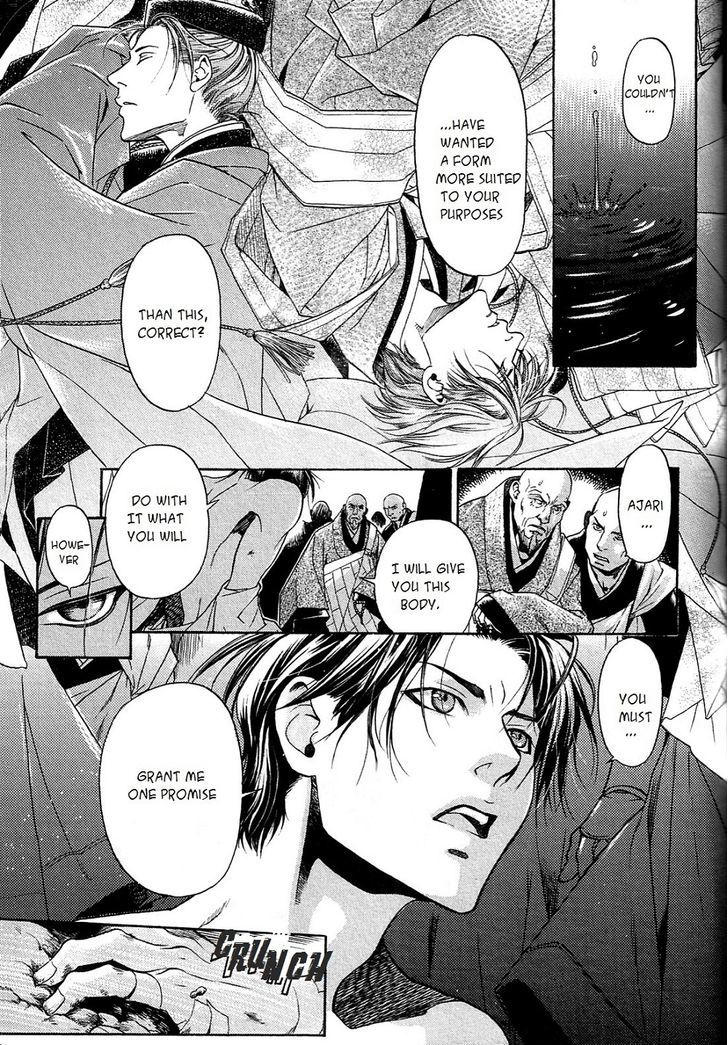 YOU
COULDN'T
...
...HAVE
WANTED
A FORM
MORE SUITED
TO YOUR
PURPOSES
THAN THIS,
CORRECT?
AJARI
...
I WILL GIVE
YOU THIS
BODY.
DO WITH
IT WHAT
YOU WILL
HOWE-
VER
YOU
MUST
...
GRANT ME
ONE PROMISE
CRUNCH